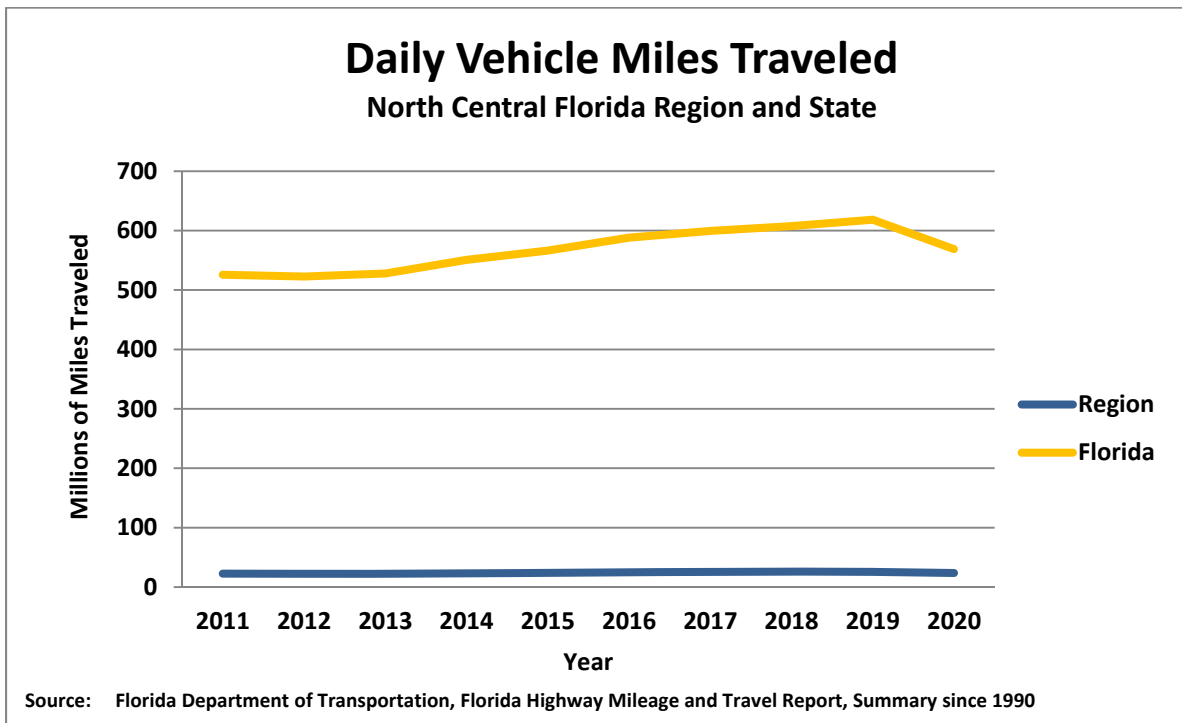 Daily Vehicle Miles Traveled
North Central Florida Region and State
700
600
500
400
300
200
100
0
Millions of Miles Traveled
2011 2012 2013 2014 2015 2016 2017 2018 2019 2020
Year
Region
Florida
Source: Florida Department of Transportation, Florida Highway Mileage and Travel Report, Summary since 1990